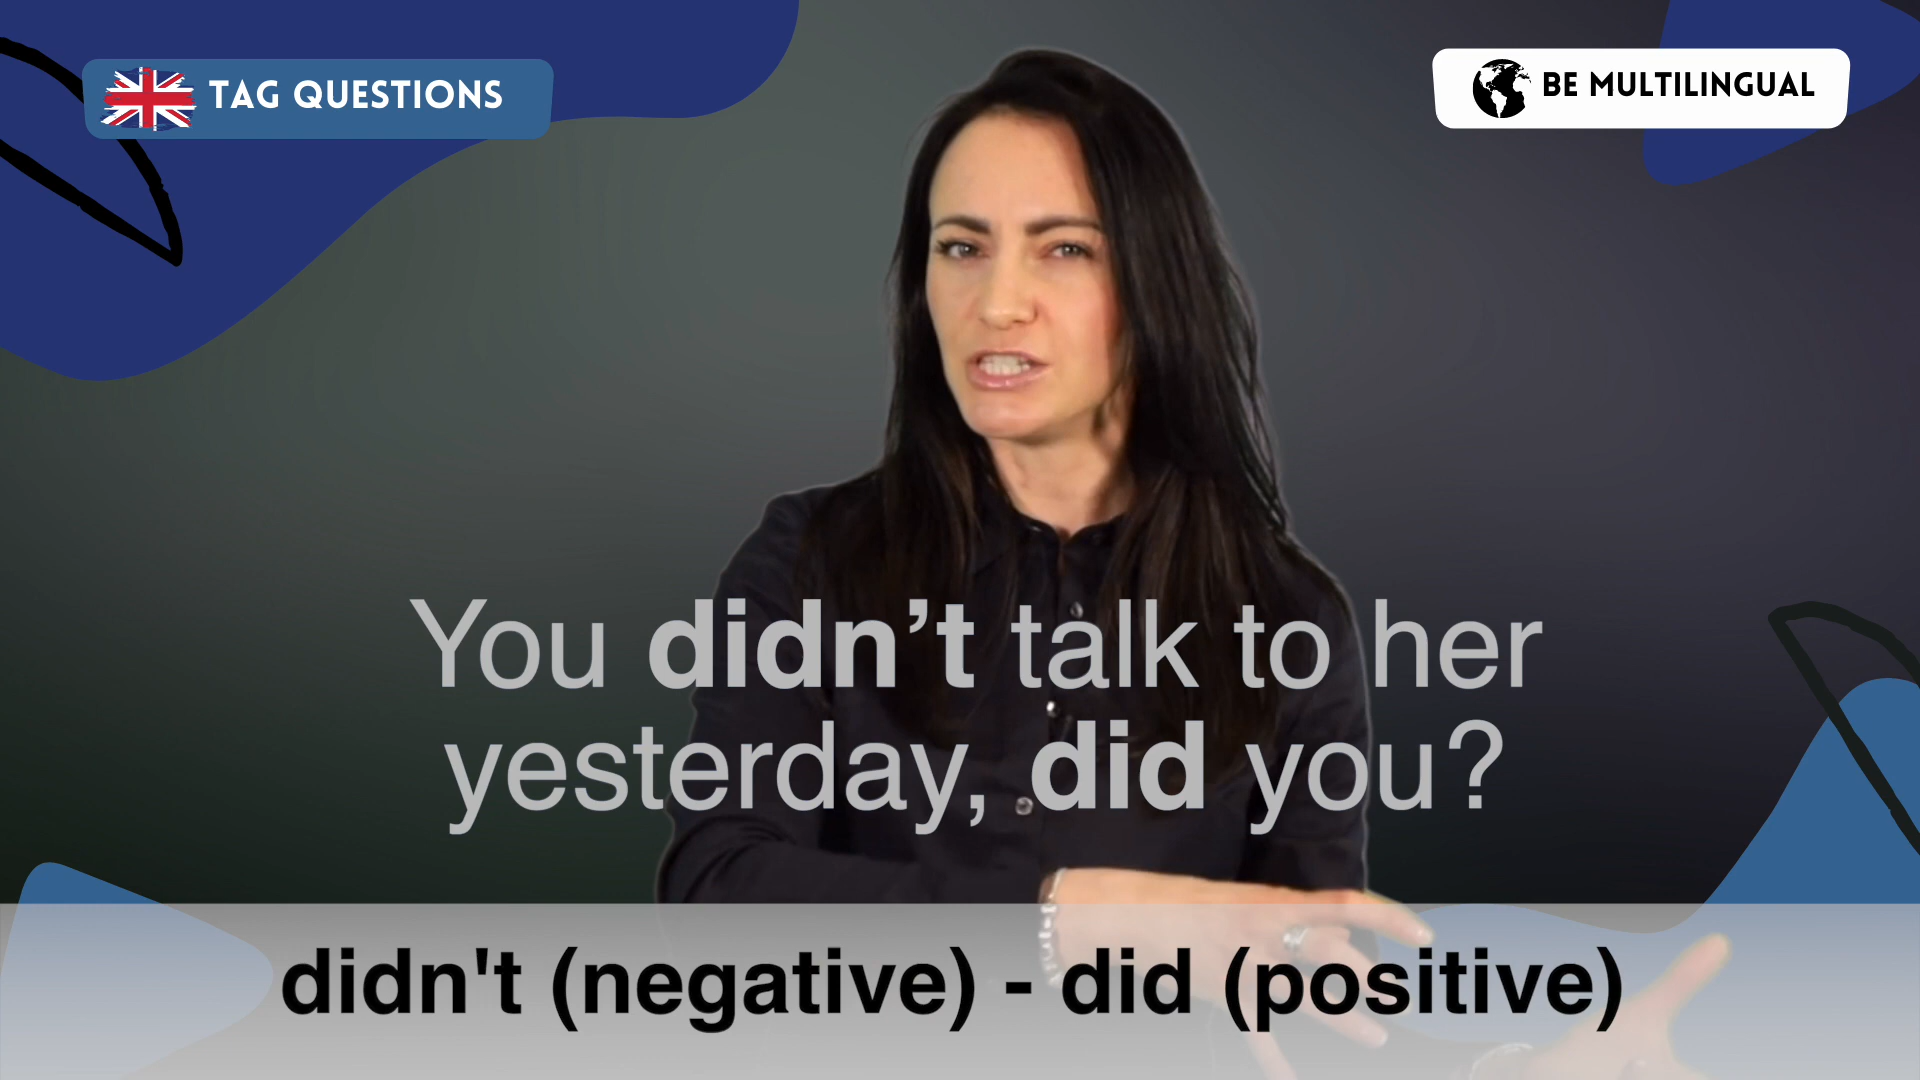 TAG QUESTIONS
BE MULTILINGUAL
You didn’t talk to her
yesterday, did you?
didn't (negative) - did (positive)